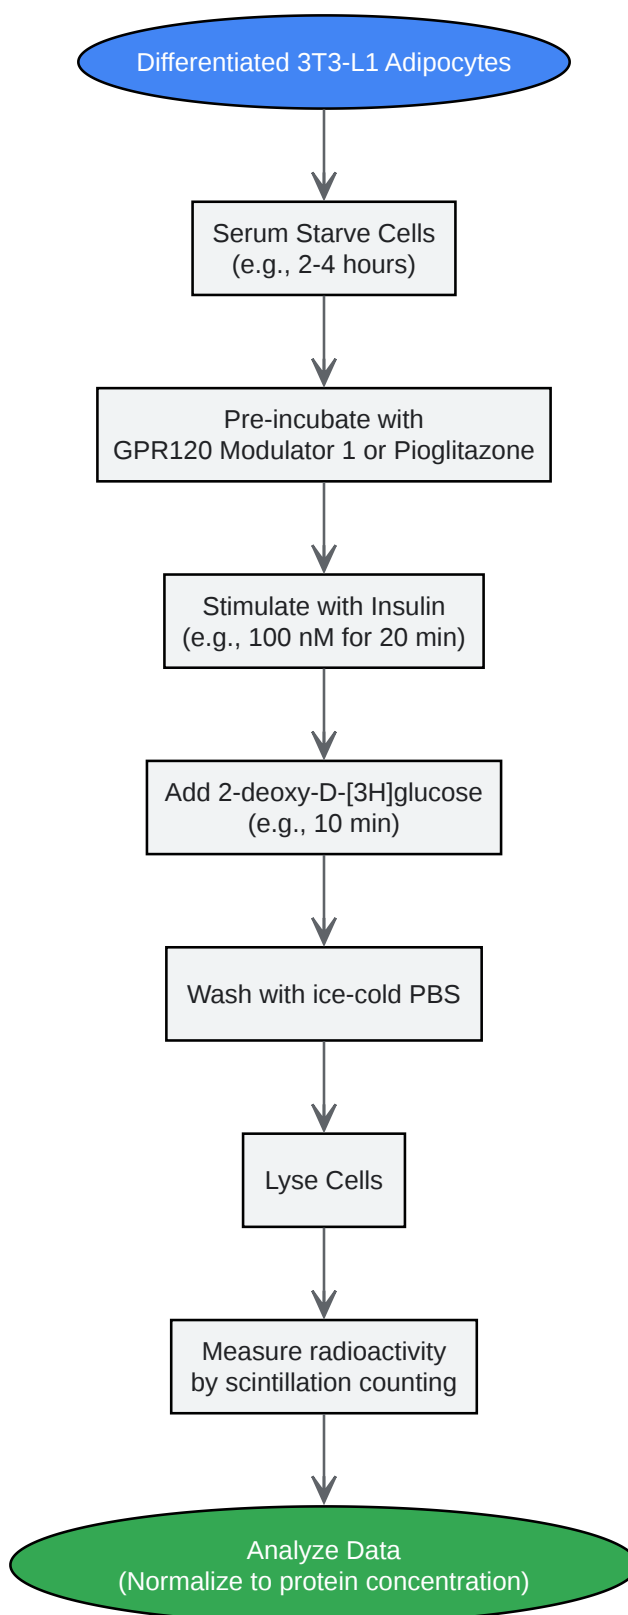 Differentiated 3T3-L1 Adipocytes
Serum Starve Cells
(e.g., 2-4 hours)
Pre-incubate with
GPR120 Modulator 1 or Pioglitazone
Stimulate with Insulin
(e.g., 100 nM for 20 min)
Add 2-deoxy-D-[3H]glucose
(e.g., 10 min)
Wash with ice-cold PBS
Lyse Cells
Measure radioactivity
by scintillation counting
Analyze Data
(Normalize to protein concentration)